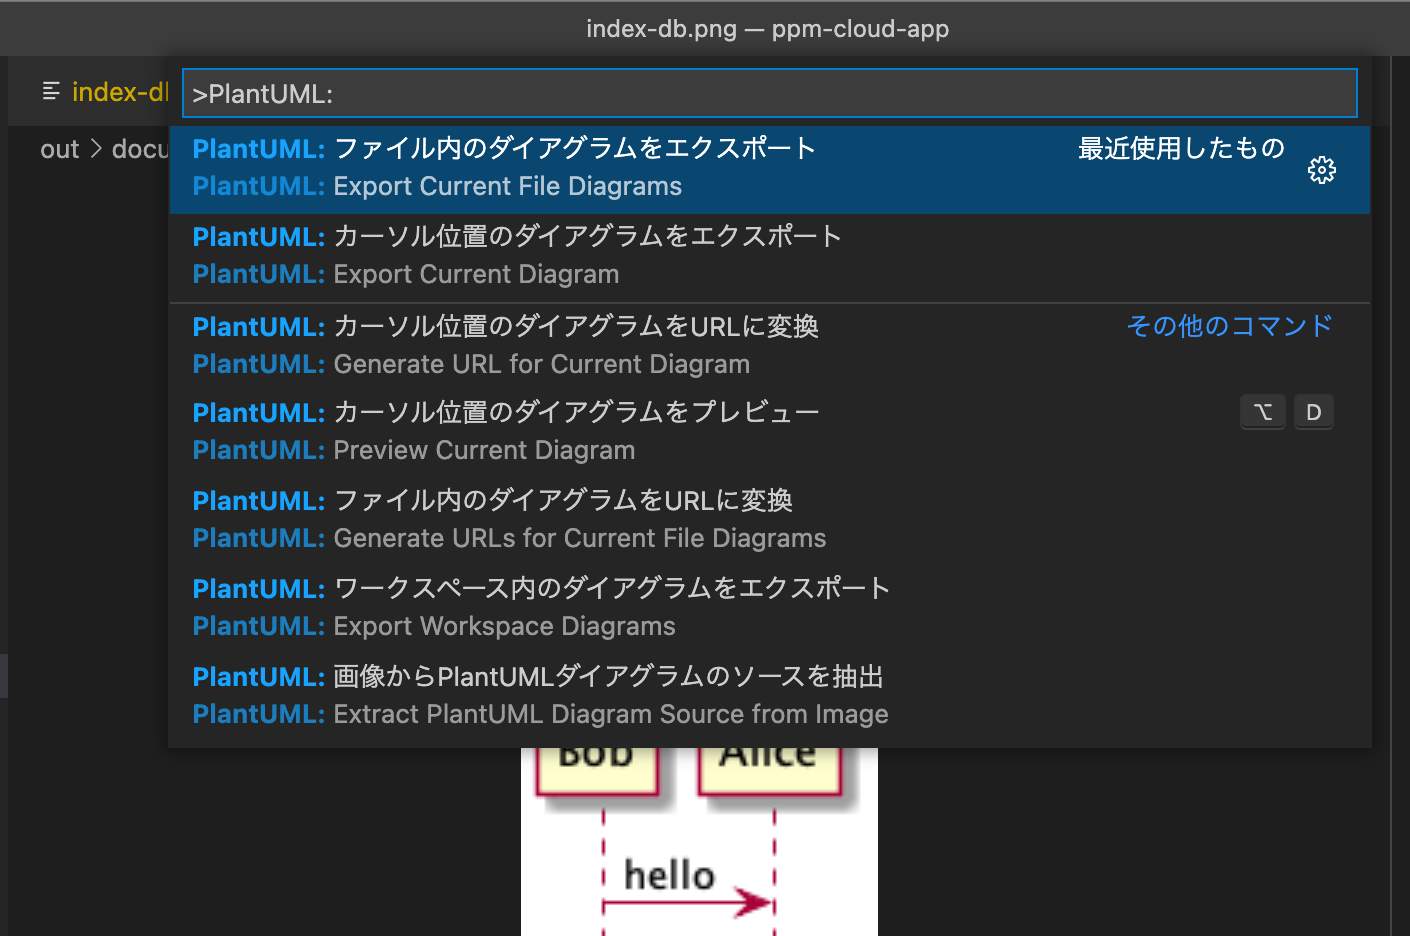 index-db.png — ppm-cloud-app
index-d
>PlantUML:
out > docu
PlantUML: ファイル内のダイアグラムをエクスポート 最近使用したもの
PlantUML: Export Current File Diagrams
PlantUML: カーソル位置のダイアグラムをエクスポート
PlantUML: Export Current Diagram
PlantUML: カーソル位置のダイアグラムをURLに変換 その他のコマンド
PlantUML: Generate URL for Current Diagram
PlantUML: カーソル位置のダイアグラムをプレビュー ⌥ D
PlantUML: Preview Current Diagram
PlantUML: ファイル内のダイアグラムをURLに変換
PlantUML: Generate URLs for Current File Diagrams
PlantUML: ワークスペース内のダイアグラムをエクスポート
PlantUML: Export Workspace Diagrams
PlantUML: 画像からPlantUMLダイアグラムのソースを抽出
PlantUML: Extract PlantUML Diagram Source from Image
Bob Alice
hello